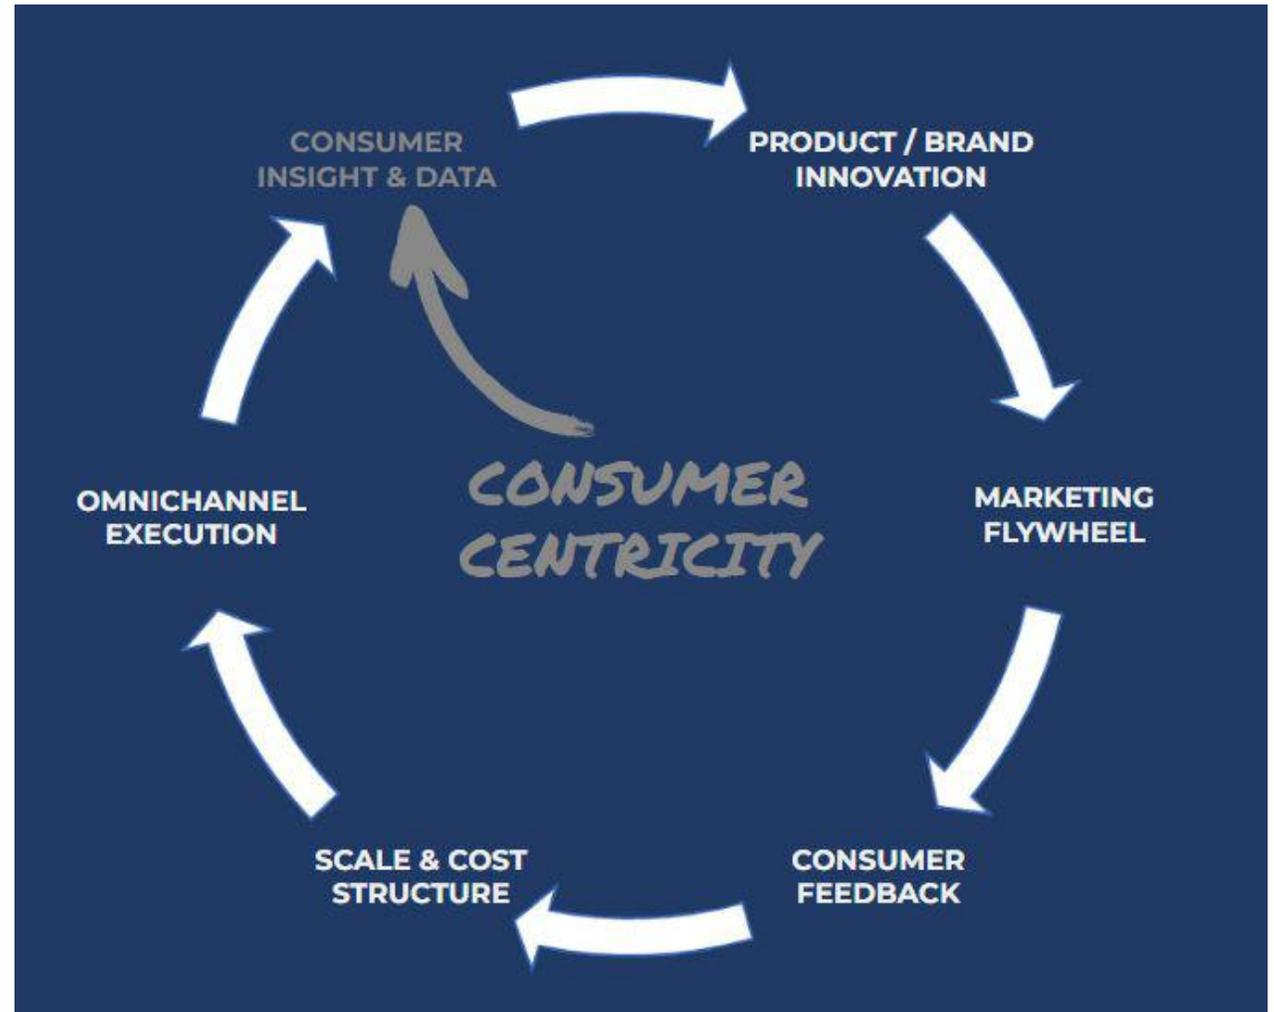 CONSUMER
INSIGHT & DATA
PRODUCT / BRAND
INNOVATION
MARKETING
FLYWHEEL
CONSUMER
FEEDBACK
SCALE & COST
STRUCTURE
OMNICHANNEL
EXECUTION
CONSUMER
CENTRICITY